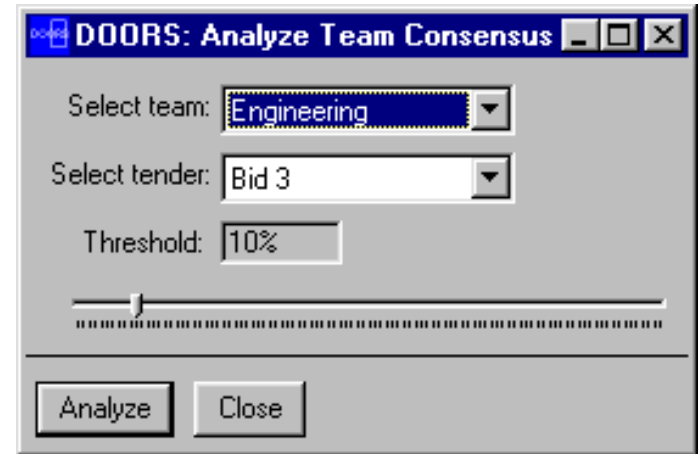 DOORS: Analyze Team Consensus
Select team: Engineering
Select tender: Bid 3
Threshold: 10%
Analyze Close